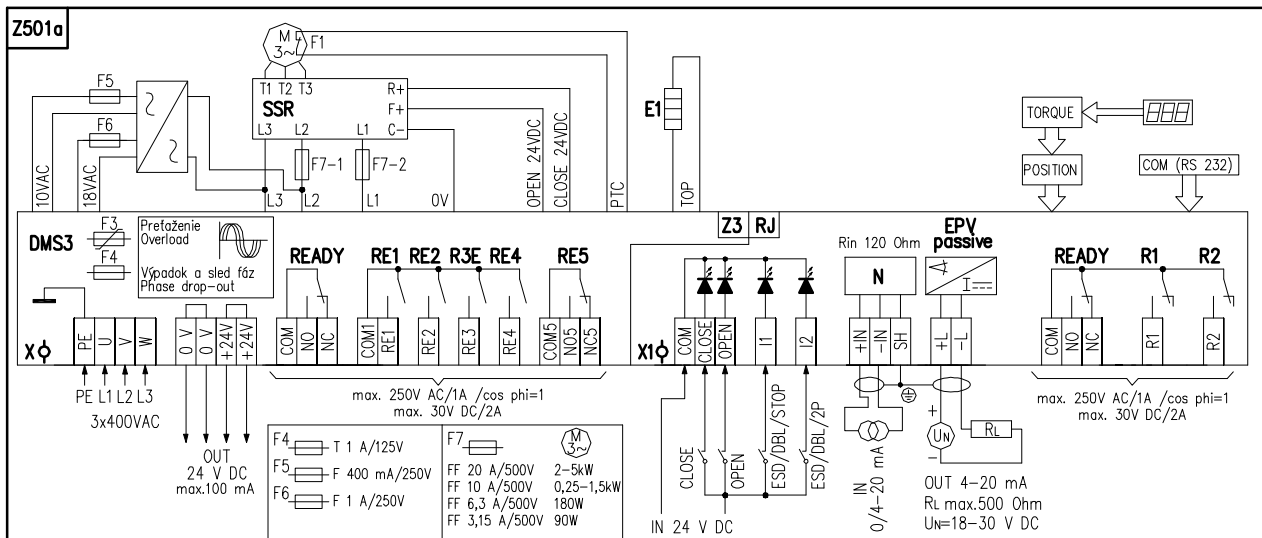 Z501a
M
3~
F1
F5
F6
10VAC
18VAC
T1 T2 T3
SSR
R+
F+
C-
L3 L2 L1
F7-1
F7-2
L3
L2
L1
0V
OPEN 24VDC
CLOSE 24VDC
PTC
E1
TOP
TORQUE
POSITION
COM (RS 232)
DMS3
F3
F4
Preťaženie
Overload
Výpadok a sled fáz
Phase drop-out
READY
RE1
RE2
R3E
RE4
RE5
Z3
RJ
Rin 120 Ohm
N
EPV
passive
I
READY
R1
R2
X
PE
U
V
W
0 V
0 V
+24V
+24V
COM
NO
NC
COM1
RE1
RE2
RE3
RE4
COM5
NO5
NC5
X1
COM
CLOSE
OPEN
I1
I2
+IN
-IN
SH
+L
-L
COM
NO
NC
R1
R2
PE L1 L2 L3
3x400VAC
OUT
24 V DC
max.100 mA
max. 250V AC/1A /cos phi=1
max. 30V DC/2A
F4
T 1 A/125V
F5
F 400 mA/250V
F6
F 1 A/250V
F7
M
3~
FF 20 A/500V 2-5kW
FF 10 A/500V 0,25-1,5kW
FF 6,3 A/500V 180W
FF 3,15 A/500V 90W
CLOSE
OPEN
ESD/DBL/STOP
ESD/DBL/2P
IN 24 V DC
IN
0/4-20 mA
+
UN
-
RL
OUT 4-20 mA
RL max.500 Ohm
UN=18-30 V DC
max. 250V AC/1A /cos phi=1
max. 30V DC/2A